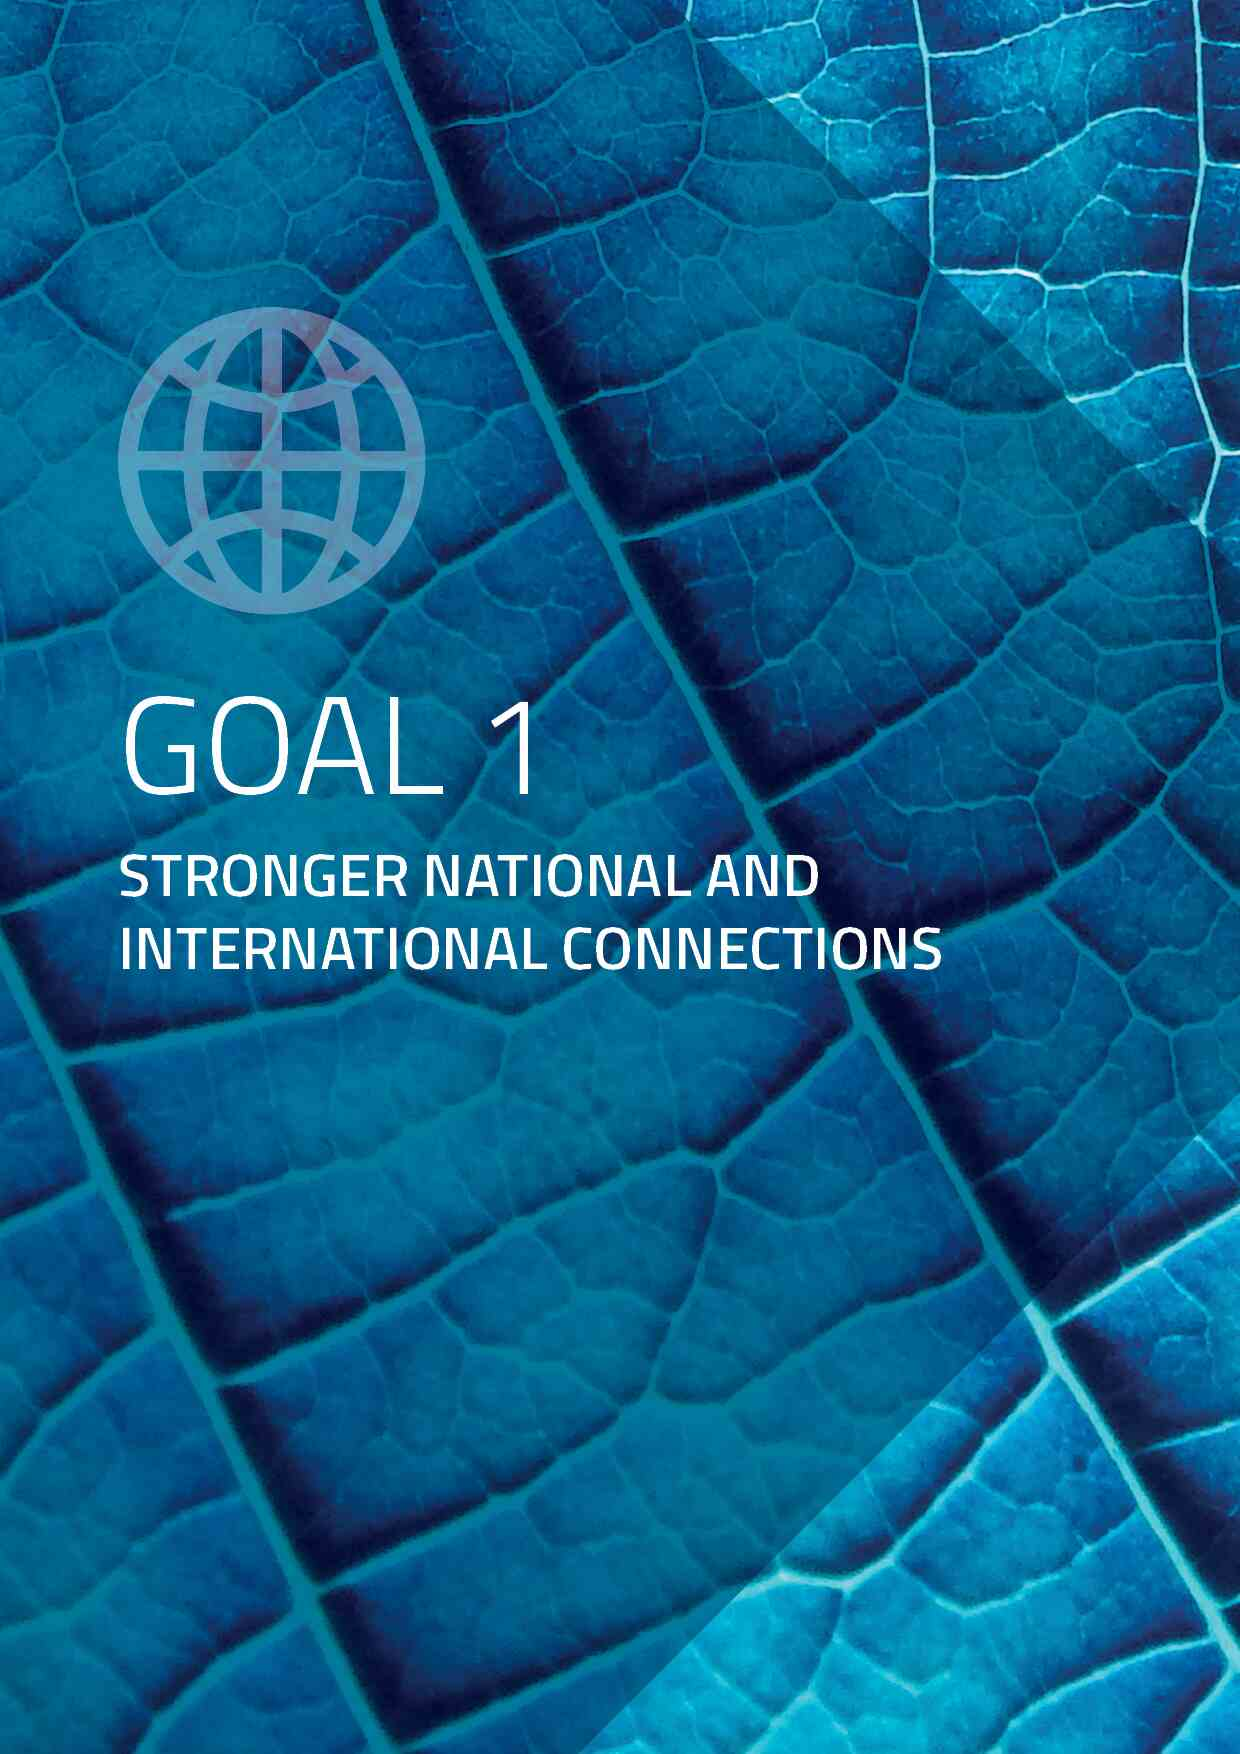 GOAL 1
STRONGER NATIONAL AND
INTERNATIONAL CONNECTIONS